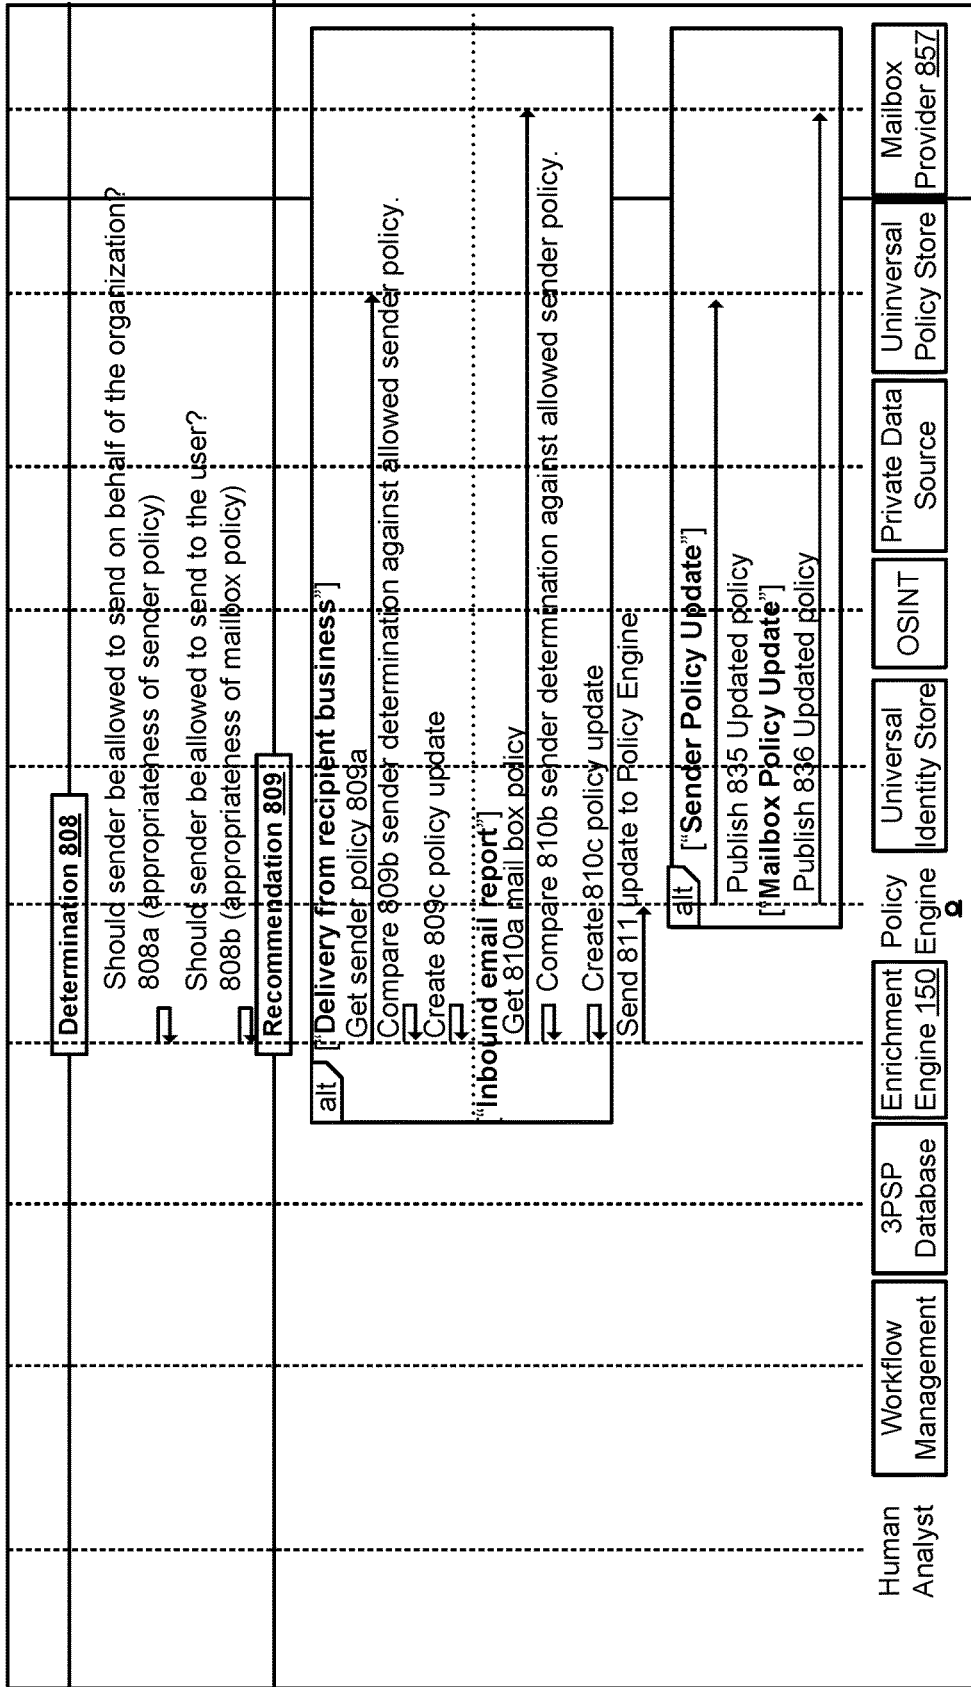 Determination 808
Should sender be allowed to send on behalf of the organization?
808a (appropriateness of sender policy)
Should sender be allowed to send to the user?
808b (appropriateness of mailbox policy)
Recommendation 809
alt
["Delivery from recipient business"]
Get sender policy 809a
Compare 809b sender determination against allowed sender policy.
Create 809c policy update
["Inbound email report"]
Get 810a mail box policy
Compare 810b sender determination against allowed sender policy.
Create 810c policy update
Send 811 update to Policy Engine
alt
["Sender Policy Update"]
Publish 835 Updated policy
["Mailbox Policy Update"]
Publish 836 Updated policy
Human
Analyst
Workflow
Management
3PSP
Database
Enrichment
Engine 150
Policy
Engine
Universal
Identity Store
OSINT
Private Data
Source
Uninversal
Policy Store
Mailbox
Provider 857